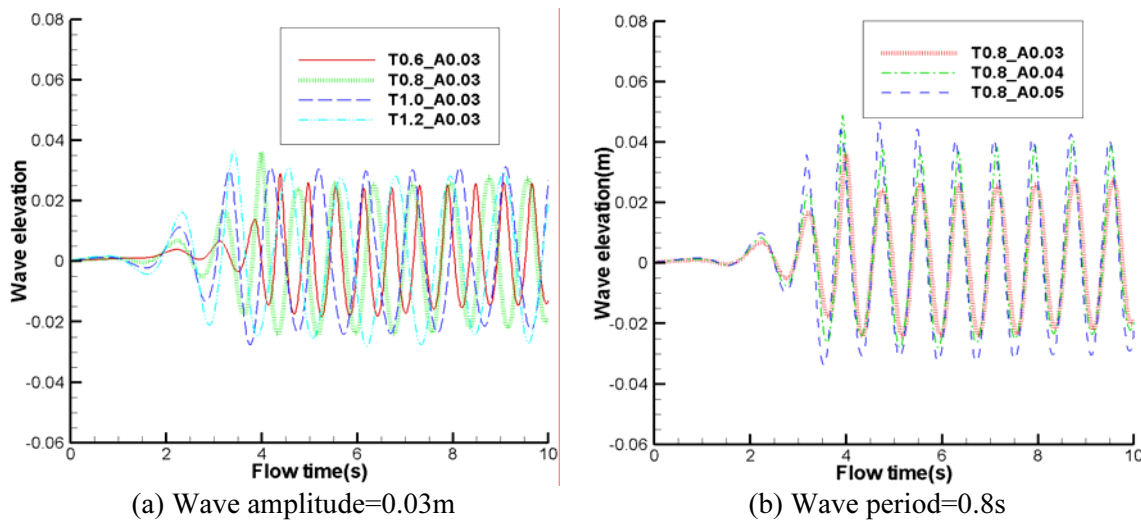 0.08
0.06
0.04
0.02
0
-0.02
-0.04
-0.06
Wave elevation
T0.6_A0.03
T0.8_A0.03
T1.0_A0.03
T1.2_A0.03
0
2
4
6
8
10
Flow time(s)
(a) Wave amplitude=0.03m
0.08
0.06
0.04
0.02
0
-0.02
-0.04
-0.06
Wave elevation(m)
T0.8_A0.03
T0.8_A0.04
T0.8_A0.05
0
2
4
6
8
10
Flow time(s)
(b) Wave period=0.8s